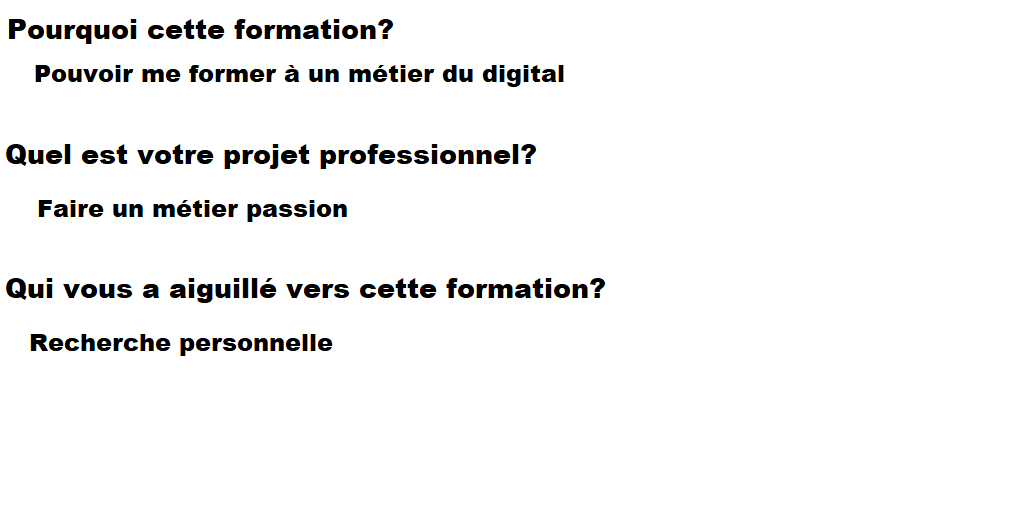 Pourquoi cette formation?
Pouvoir me former à un métier du digital
Quel est votre projet professionnel?
Faire un métier passion
Qui vous a aiguillé vers cette formation?
Recherche personnelle